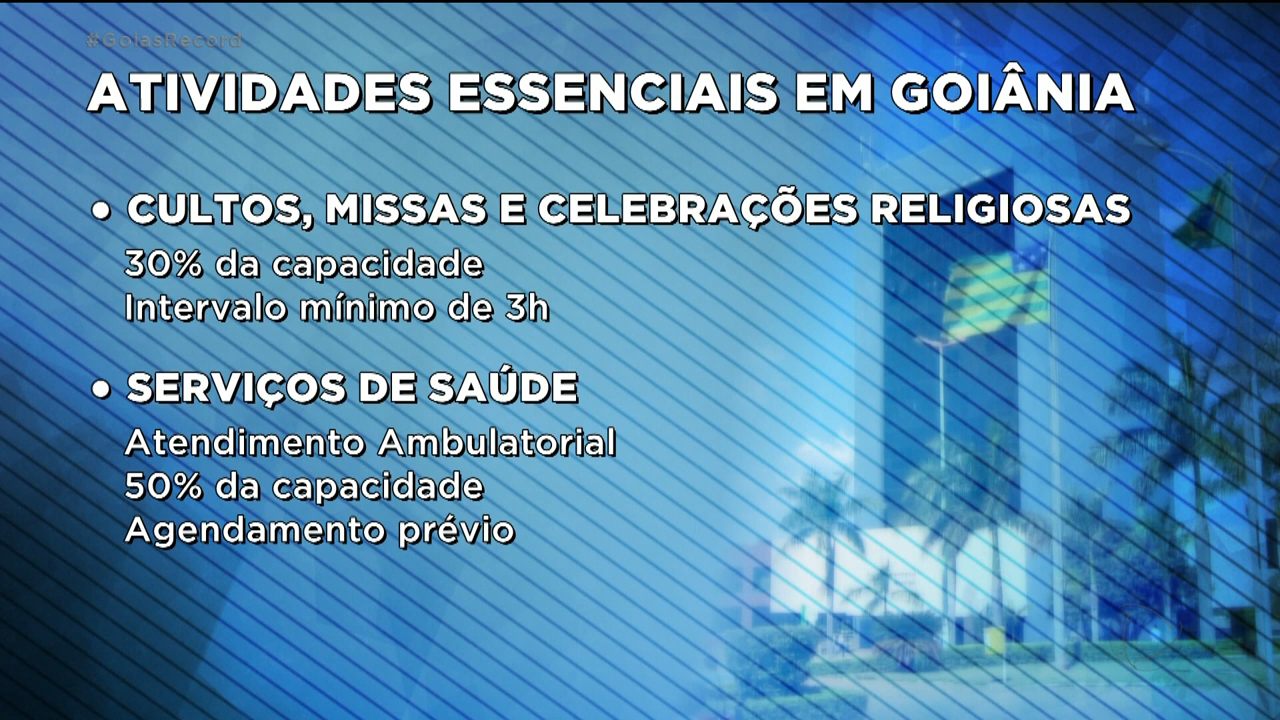 #GoiasRecord
ATIVIDADES ESSENCIAIS EM GOIÂNIA
• CULTOS, MISSAS E CELEBRAÇÕES RELIGIOSAS
30% da capacidade
Intervalo mínimo de 3h
• SERVIÇOS DE SAÚDE
Atendimento Ambulatorial
50% da capacidade
Agendamento prévio